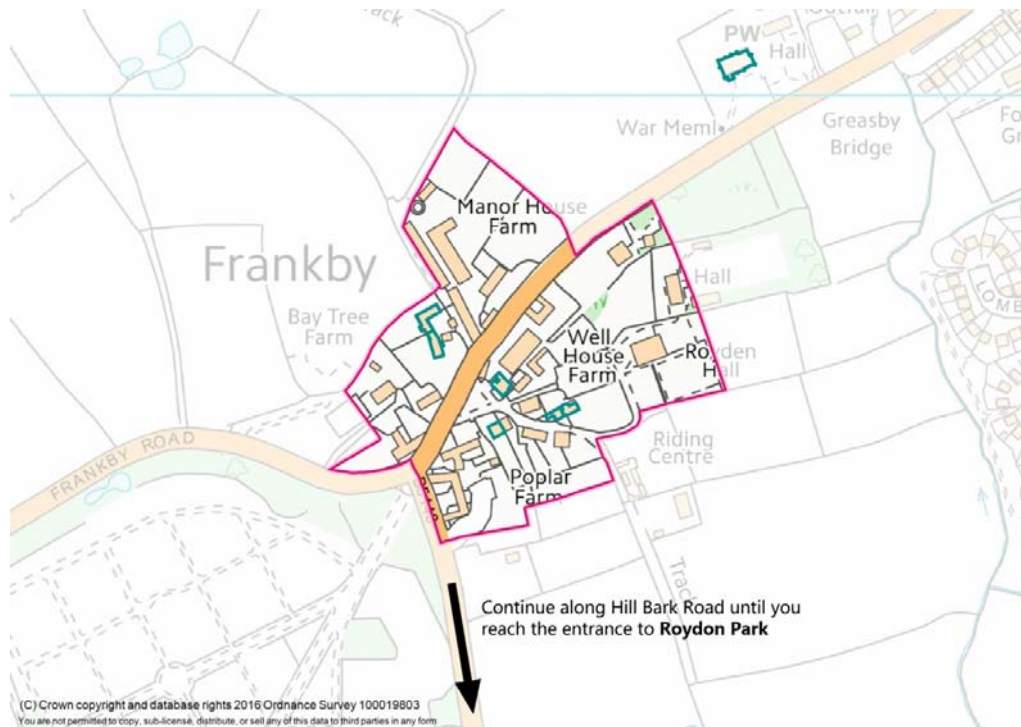 Track
Outfall
PW
Hall
War Meml
Greasby
Bridge
Manor House
Farm
Frankby
Hall
Bay Tree
Farm
Well
House
Farm
Royden
Hall
LOMB
FRANKBY ROAD
Riding
Centre
Poplar
Farm
Track
Continue along Hill Bark Road until you
reach the entrance to Roydon Park
(C) Crown copyright and database rights 2016 Ordnance Survey 100019803
You are not permitted to copy, sub-license, distribute, or sell any of this data to third parties in any form